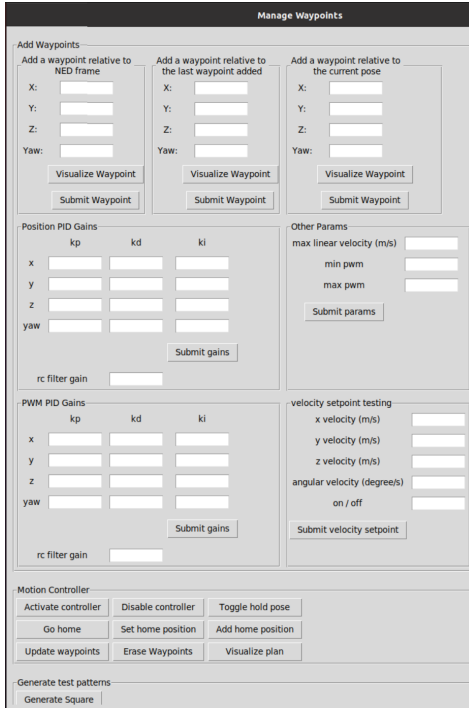 Manage Waypoints
Add Waypoints
Add a waypoint relative to
NED frame
X:
Y:
Z:
Yaw:
Visualize Waypoint
Submit Waypoint
Add a waypoint relative to
the last waypoint added
X:
Y:
Z:
Yaw:
Visualize Waypoint
Submit Waypoint
Add a waypoint relative to
the current pose
X:
Y:
Z:
Yaw:
Visualize Waypoint
Submit Waypoint
Position PID Gains
kp kd ki
x
y
z
yaw
Submit gains
rc filter gain
Other Params
max linear velocity (m/s)
min pwm
max pwm
Submit params
PWM PID Gains
kp kd ki
x
y
z
yaw
Submit gains
rc filter gain
velocity setpoint testing
x velocity (m/s)
y velocity (m/s)
z velocity (m/s)
angular velocity (degree/s)
on / off
Submit velocity setpoint
Motion Controller
Activate controller Disable controller Toggle hold pose
Go home Set home position Add home position
Update waypoints Erase Waypoints Visualize plan
Generate test patterns
Generate Square